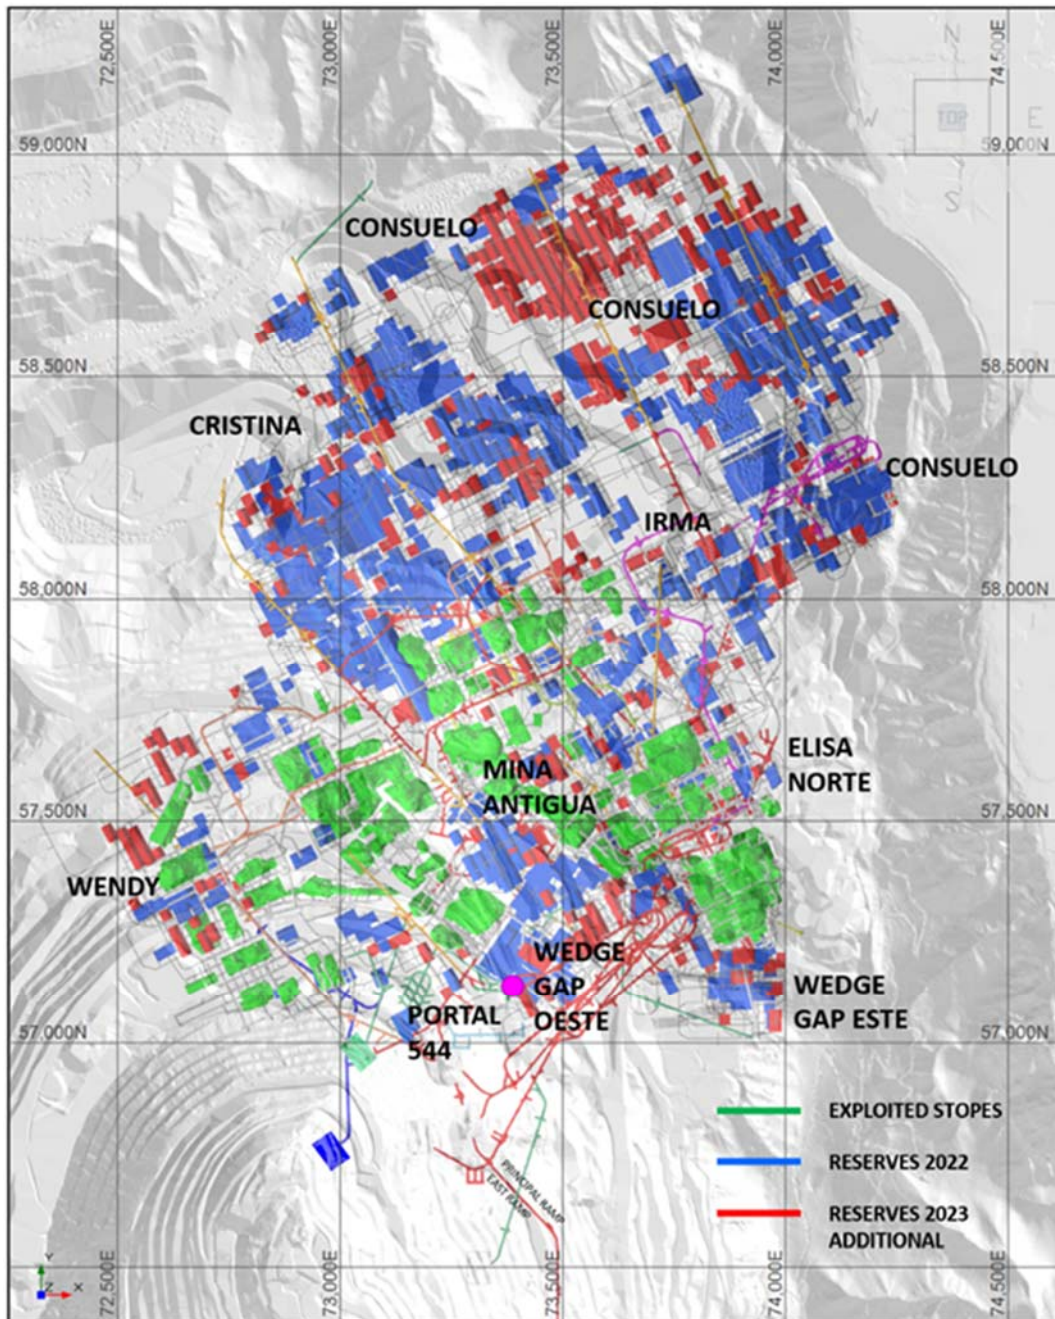 72,500E
73,000E
73,500E
74,000E
74,500E
N
W
TOP
E
S
59,000N
59,000N
CONSUELO
CONSUELO
58,500N
58,500N
CRISTINA
CONSUELO
IRMA
58,000N
58,000N
ELISA
NORTE
MINA
ANTIGUA
57,500N
57,500N
WENDY
WEDGE
GAP
OESTE
WEDGE
GAP ESTE
PORTAL
544
57,000N
57,000N
EXPLOITED STOPES
RESERVES 2022
RESERVES 2023
ADDITIONAL
PRINCIPAL RAMP
EAST RAMP
Y
Z
X
72,500E
73,000E
73,500E
74,000E
74,500E